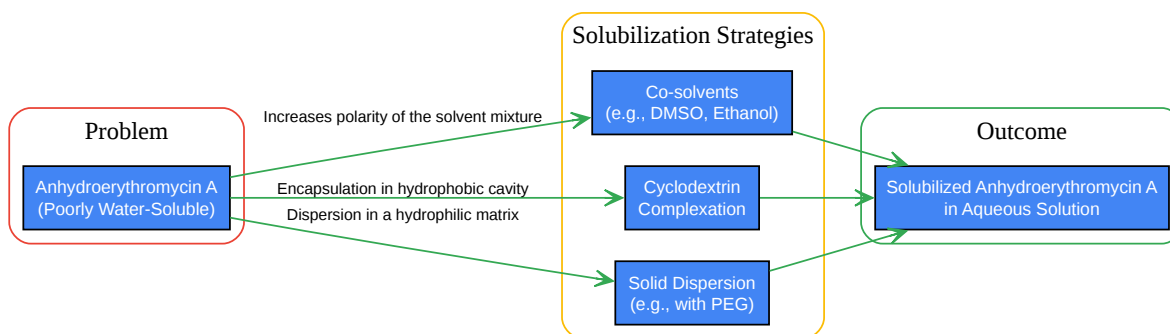 Problem
Anhydroerythromycin A
(Poorly Water-Soluble)
Increases polarity of the solvent mixture
Encapsulation in hydrophobic cavity
Dispersion in a hydrophilic matrix
Solubilization Strategies
Co-solvents
(e.g., DMSO, Ethanol)
Cyclodextrin
Complexation
Solid Dispersion
(e.g., with PEG)
Outcome
Solubilized Anhydroerythromycin A
in Aqueous Solution